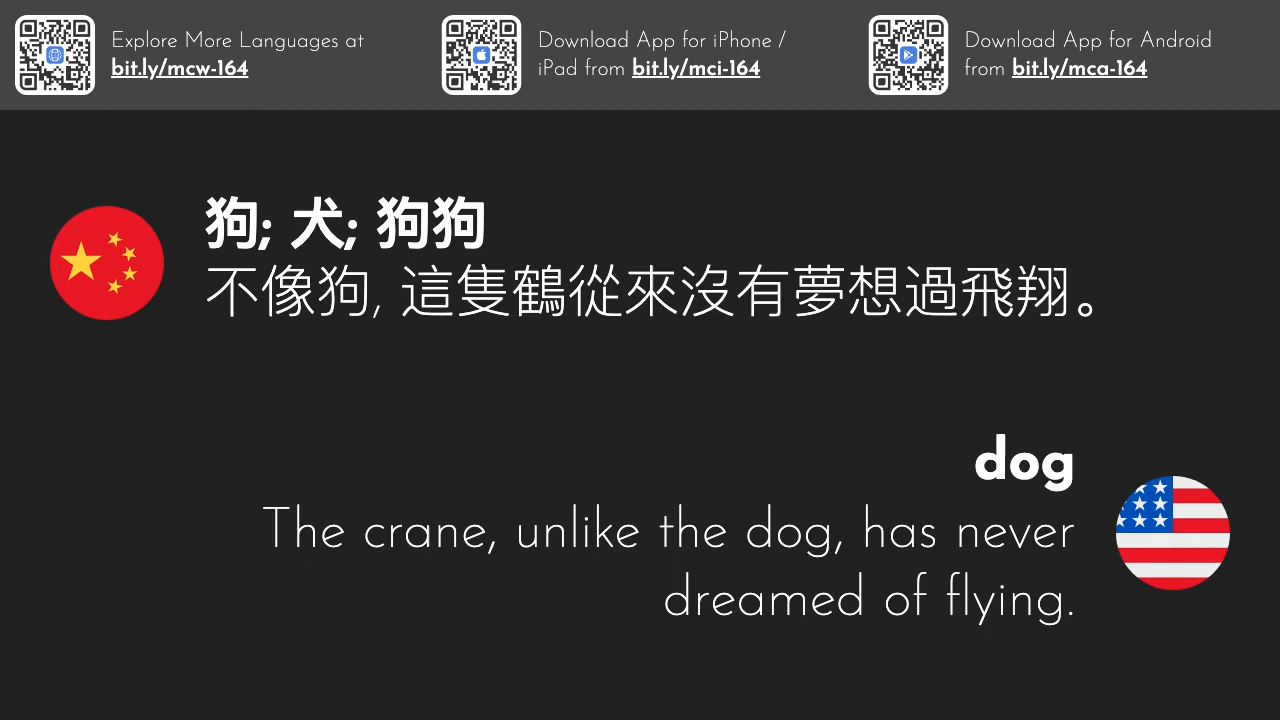 Explore More Languages at
bit.ly/mcw-164
Download App for iPhone /
iPad from bit.ly/mci-164
Download App for Android
from bit.ly/mca-164
狗; 犬; 狗狗
不像狗, 這隻鶴從來沒有夢想過飛翔。
dog
The crane, unlike the dog, has never
dreamed of flying.